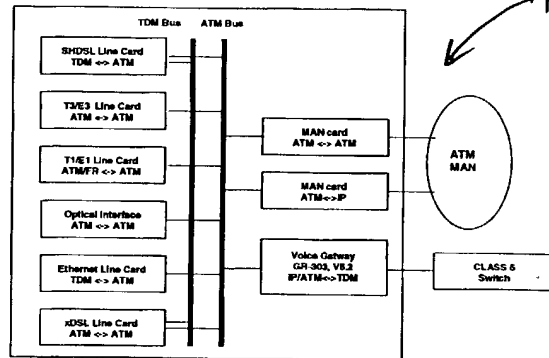 TDM Bus ATM Bus
SHDSL Line Card
TDM <-> ATM
T3/E3 Line Card
ATM <-> ATM
T1/E1 Line Card
ATM/FR <-> ATM
Optical Interface
ATM <-> ATM
Ethernet Line Card
TDM <-> ATM
xDSL Line Card
ATM <-> ATM
MAN card
ATM <-> ATM
MAN card
ATM<->IP
Voice Gatway
GR-303, V5.2
IP/ATM<->TDM
ATM
MAN
CLASS 5
Switch